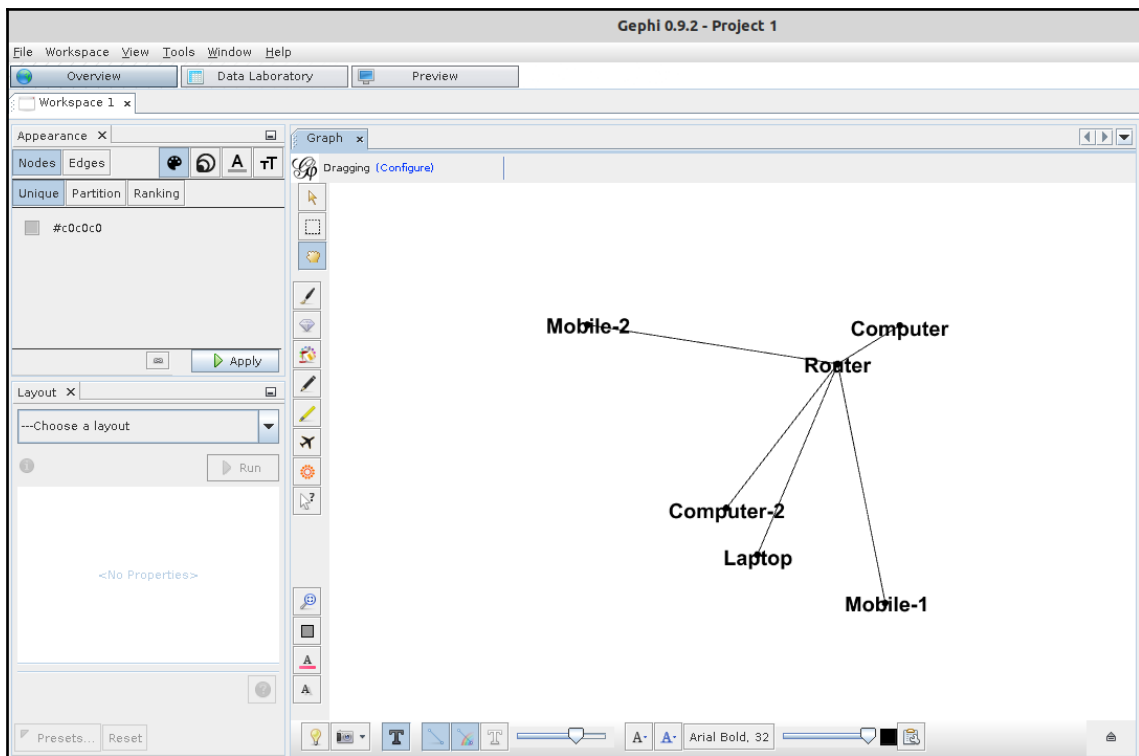 Gephi 0.9.2 - Project 1
File Workspace View Tools Window Help
Overview Data Laboratory Preview
Workspace 1 x
Appearance X
Nodes Edges A TT
Unique Partition Ranking
#c0c0c0
Apply
Layout X
---Choose a layout
Run
<No Properties>
?
Presets... Reset
Graph x
Dragging (Configure)
Mobile-2
Computer
Router
Computer-2
Laptop
Mobile-1
?
A
A
T T A- A- Arial Bold, 32